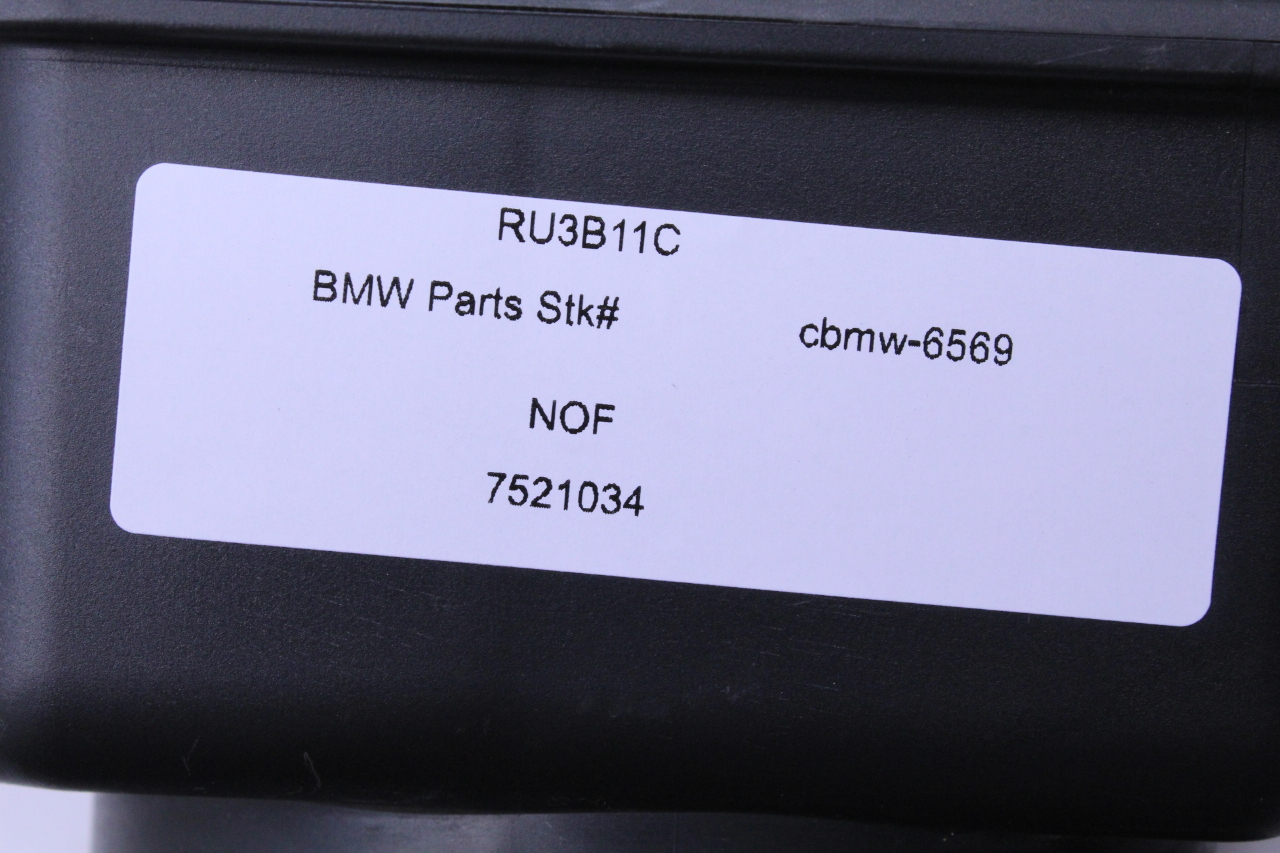 RU3B11C
BMW Parts Stk# cbmw-6569
NOF
7521034